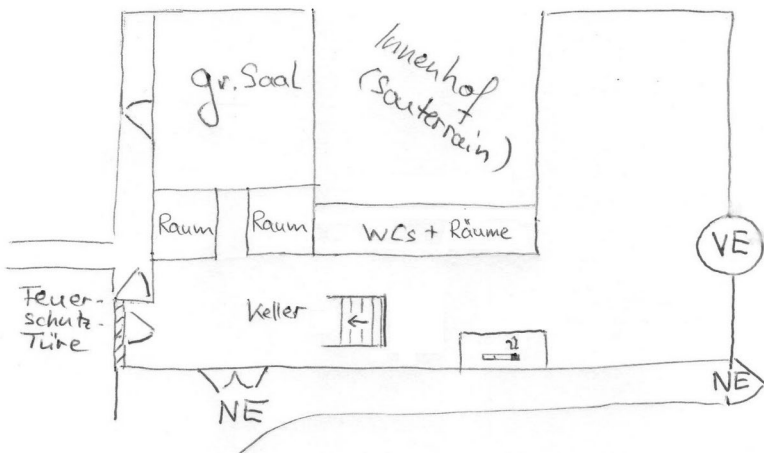 gr. Saal
Innenhof
+
(Souterrain)
Raum
Raum
WCs + Räume
VE
Feuer-
schutz-
Türe
Keller
NE
NE